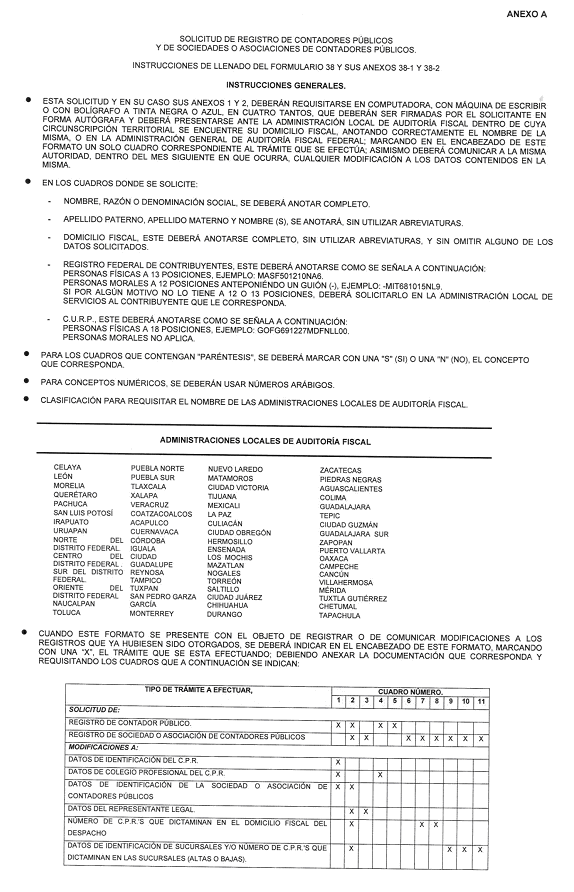 ANEXO A
SOLICITUD DE REGISTRO DE CONTADORES PÚBLICOS
Y DE SOCIEDADES O ASOCIACIONES DE CONTADORES PÚBLICOS.
INSTRUCCIONES DE LLENADO DEL FORMULARIO 38 Y SUS ANEXOS 38-1 Y 38-2
INSTRUCCIONES GENERALES.
● ESTA SOLICITUD Y EN SU CASO SUS ANEXOS 1 Y 2, DEBERÁN REQUISITARSE EN COMPUTADORA, CON MÁQUINA DE ESCRIBIR
O CON BOLÍGRAFO A TINTA NEGRA O AZUL, EN CUATRO TANTOS, QUE DEBERÁN SER FIRMADAS POR EL SOLICITANTE EN
FORMA AUTÓGRAFA Y DEBERÁ PRESENTARSE ANTE LA ADMINISTRACIÓN LOCAL DE AUDITORÍA FISCAL DENTRO DE CUYA
CIRCUNSCRIPCIÓN TERRITORIAL SE ENCUENTRE SU DOMICILIO FISCAL, ANOTANDO CORRECTAMENTE EL NOMBRE DE LA
MISMA, O EN LA ADMINISTRACIÓN GENERAL DE AUDITORÍA FISCAL FEDERAL; MARCANDO EN EL ENCABEZADO DE ESTE
FORMATO UN SOLO CUADRO CORRESPONDIENTE AL TRÁMITE QUE SE EFECTÚA; ASIMISMO DEBERÁ COMUNICAR A LA MISMA
AUTORIDAD, DENTRO DEL MES SIGUIENTE EN QUE OCURRA, CUALQUIER MODIFICACIÓN A LOS DATOS CONTENIDOS EN LA
MISMA.
● EN LOS CUADROS DONDE SE SOLICITE:
- NOMBRE, RAZÓN O DENOMINACIÓN SOCIAL, SE DEBERÁ ANOTAR COMPLETO.
- APELLIDO PATERNO, APELLIDO MATERNO Y NOMBRE (S), SE ANOTARÁ, SIN UTILIZAR ABREVIATURAS.
- DOMICILIO FISCAL, ESTE DEBERÁ ANOTARSE COMPLETO, SIN UTILIZAR ABREVIATURAS, Y SIN OMITIR ALGUNO DE LOS
DATOS SOLICITADOS.
- REGISTRO FEDERAL DE CONTRIBUYENTES, ESTE DEBERÁ ANOTARSE COMO SE SEÑALA A CONTINUACIÓN:
PERSONAS FÍSICAS A 13 POSICIONES, EJEMPLO: MASF501210NA6.
PERSONAS MORALES A 12 POSICIONES ANTEPONIÉNDO UN GUIÓN (-), EJEMPLO: -MIT681015NL9.
SI POR ALGÚN MOTIVO NO LO TIENE A 12 O 13 POSICIONES, DEBERÁ SOLICITARLO EN LA ADMINISTRACIÓN LOCAL DE
SERVICIOS AL CONTRIBUYENTE QUE LE CORRESPONDA.
- C.U.R.P., ESTE DEBERÁ ANOTARSE COMO SE SEÑALA A CONTINUACIÓN:
PERSONAS FÍSICAS A 18 POSICIONES, EJEMPLO: GOFG691227MDFNLL00.
PERSONAS MORALES NO APLICA.
● PARA LOS CUADROS QUE CONTENGAN "PARÉNTESIS", SE DEBERÁ MARCAR CON UNA "S" (SI) O UNA "N" (NO), EL CONCEPTO
QUE CORRESPONDA.
● PARA CONCEPTOS NUMÉRICOS, SE DEBERÁN USAR NÚMEROS ARÁBIGOS.
● CLASIFICACIÓN PARA REQUISITAR EL NOMBRE DE LAS ADMINISTRACIONES LOCALES DE AUDITORÍA FISCAL.
ADMINISTRACIONES LOCALES DE AUDITORÍA FISCAL
CELAYA
LEÓN
MORELIA
QUERÉTARO
PACHUCA
SAN LUIS POTOSÍ
IRAPUATO
URUAPAN
NORTE DEL
DISTRITO FEDERAL
CENTRO DEL
DISTRITO FEDERAL.
SUR DEL DISTRITO
FEDERAL.
ORIENTE DEL
DISTRITO FEDERAL
NAUCALPAN
TOLUCA
PUEBLA NORTE
PUEBLA SUR
TLAXCALA
XALAPA
VERACRUZ
COATZACOALCOS
ACAPULCO
CUERNAVACA
CÓRDOBA
IGUALA
CIUDAD
GUADALUPE
REYNOSA
TAMPICO
TUXPAN
SAN PEDRO GARZA
GARCÍA
MONTERREY
NUEVO LAREDO
MATAMOROS
CIUDAD VICTORIA
TIJUANA
MEXICALI
LA PAZ
CULIACÁN
CIUDAD OBREGÓN
HERMOSILLO
ENSENADA
LOS MOCHIS
MAZATLAN
NOGALES
TORREÓN
SALTILLO
CIUDAD JUÁREZ
CHIHUAHUA
DURANGO
ZACATECAS
PIEDRAS NEGRAS
AGUASCALIENTES
COLIMA
GUADALAJARA
TEPIC
CIUDAD GUZMÁN
GUADALAJARA SUR
ZAPOPAN
PUERTO VALLARTA
OAXACA
CAMPECHE
CANCÚN
VILLAHERMOSA
MÉRIDA
TUXTLA GUTIÉRREZ
CHETUMAL
TAPACHULA
● CUANDO ESTE FORMATO SE PRESENTE CON EL OBJETO DE REGISTRAR O DE COMUNICAR MODIFICACIONES A LOS
REGISTROS QUE YA HUBIESEN SIDO OTORGADOS, SE DEBERÁ INDICAR EN EL ENCABEZADO DE ESTE FORMATO, MARCANDO
CON UNA "X", EL TRÁMITE QUE SE ESTA EFECTUANDO; DEBIENDO ANEXAR LA DOCUMENTACIÓN QUE CORRESPONDA Y
REQUISITANDO LOS CUADROS QUE A CONTINUACIÓN SE INDICAN:
TIPO DE TRÁMITE A EFECTUAR, CUADRO NÚMERO.
1 2 3 4 5 6 7 8 9 10 11
SOLICITUD DE:
REGISTRO DE CONTADOR PÚBLICO. X X X X
REGISTRO DE SOCIEDAD O ASOCIACIÓN DE CONTADORES PÚBLICOS X X X X X X X X
MODIFICACIONES A:
DATOS DE IDENTIFICACIÓN DEL C.P.R. X
DATOS DE COLEGIO PROFESIONAL DEL C.P.R. X X
DATOS DE IDENTIFICACIÓN DE LA SOCIEDAD O ASOCIACIÓN DE X X
CONTADORES PÚBLICOS
DATOS DEL REPRESENTANTE LEGAL. X X
NÚMERO DE C.P.R.'S QUE DICTAMINAN EN EL DOMICILIO FISCAL DEL X X X
DESPACHO
DATOS DE IDENTIFICACIÓN DE SUCURSALES Y/O NÚMERO DE C.P.R.'S QUE X X X X
DICTAMINAN EN LAS SUCURSALES (ALTAS O BAJAS).